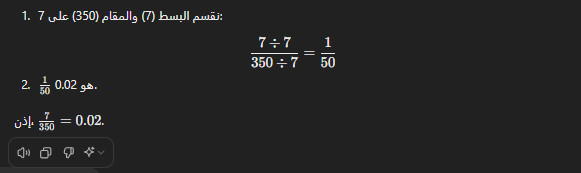 1. نقسم البسط (7) والمقام (350) على 7:
7 ÷ 7 / 350 ÷ 7 = 1/50
2. 1/50 هو 0.02.
إذن، 7/350 = 0.02.